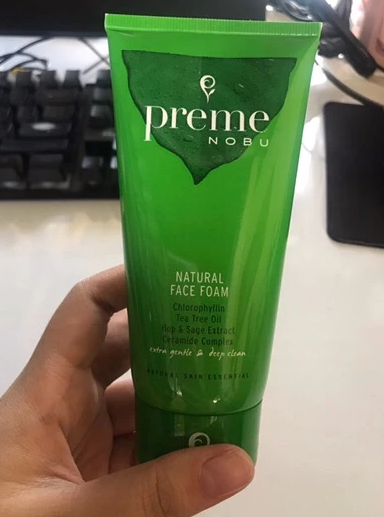 preme
NOBU
NATURAL
FACE FOAM
Chlorophyllin
Tea Tree Oil
Hop & Sage Extract
Ceramide Complex
extra gentle & deep clean
NATURAL SKIN ESSENTIAL